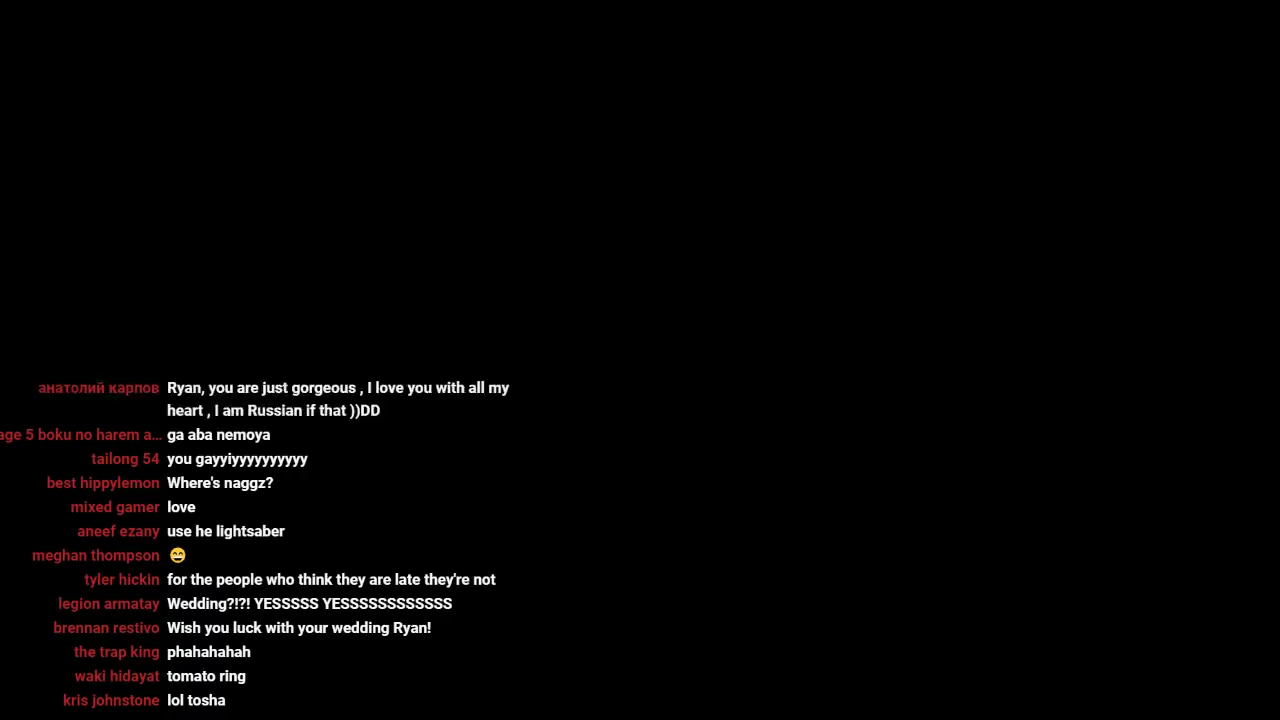 анатолий карпов Ryan, you are just gorgeous , I love you with all my
heart , I am Russian if that ))DD
age 5 boku no harem a... ga aba nemoya
tailong 54 you gayyiyyyyyyyyyy
best hippylemon Where's naggz?
mixed gamer love
aneef ezany use he lightsaber
meghan thompson 😄
tyler hickin for the people who think they are late they're not
legion armatay Wedding?!?! YESSSSS YESSSSSSSSSSSS
brennan restivo Wish you luck with your wedding Ryan!
the trap king phahahahah
waki hidayat tomato ring
kris johnstone lol tosha